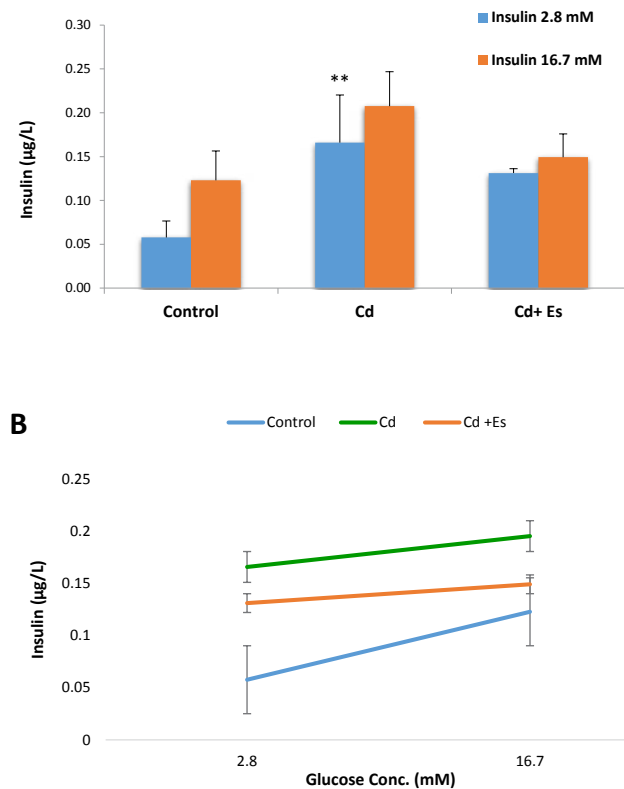 Insulin 2.8 mM
Insulin 16.7 mM
**
Insulin (µg/L)
0.30
0.25
0.20
0.15
0.10
0.05
0.00
Control
Cd
Cd+ Es
B
Control
Cd
Cd +Es
Insulin (µg/L)
0.25
0.2
0.15
0.1
0.05
0
2.8
16.7
Glucose Conc. (mM)